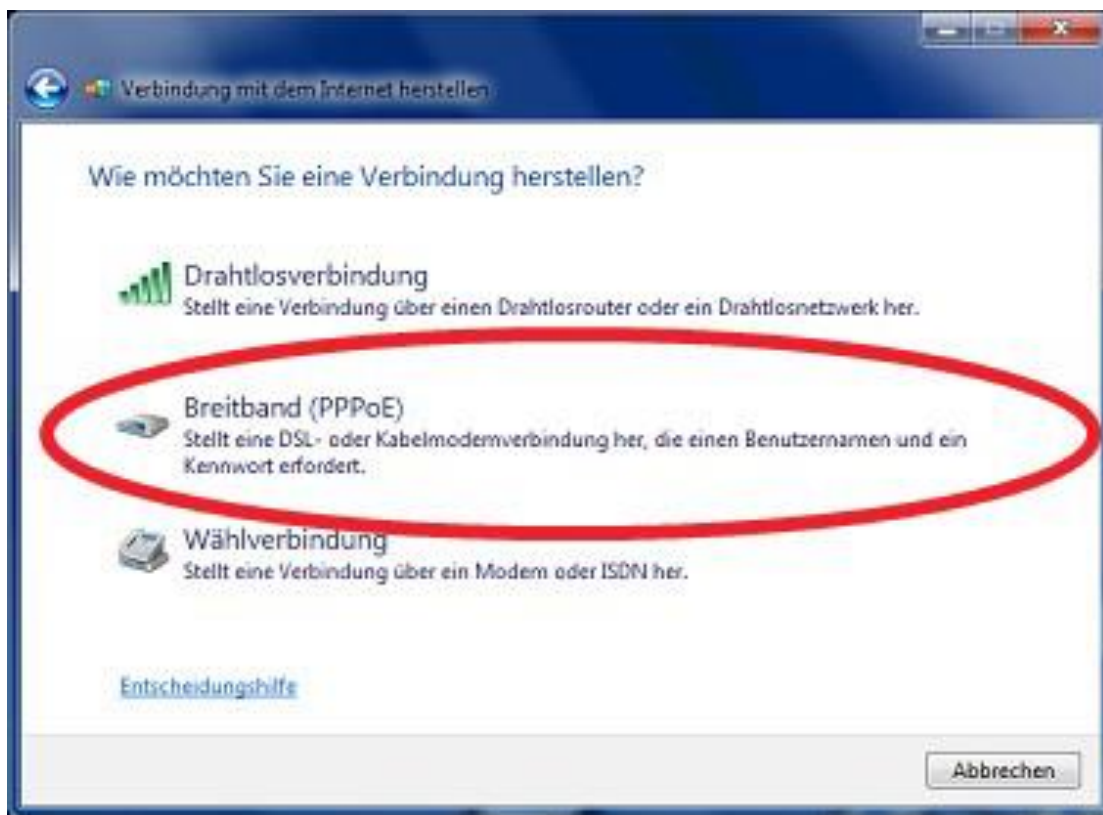 Verbindung mit dem Internet herstellen
Wie möchten Sie eine Verbindung herstellen?
Drahtlosverbindung
Stellt eine Verbindung über einen Drahtlosrouter oder ein Drahtlosnetzwerk her.
Breitband (PPPoE)
Stellt eine DSL- oder Kabelmodemverbindung her, die einen Benutzernamen und ein
Kennwort erfordert.
Wählverbindung
Stellt eine Verbindung über ein Modem oder ISDN her.
Entscheidungshilfe
Abbrechen